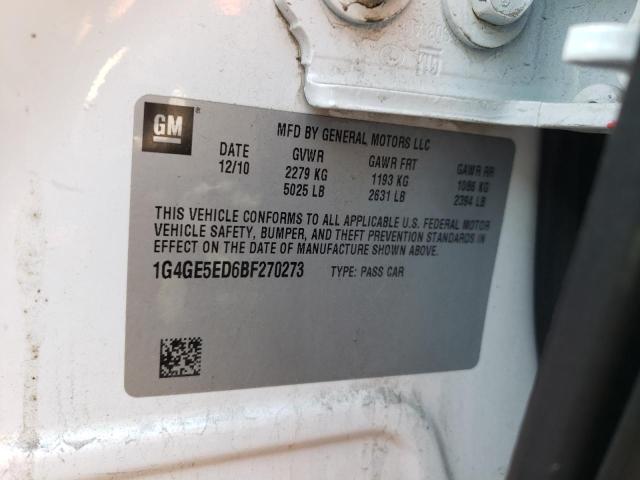 GM
MFD BY GENERAL MOTORS LLC
DATE GVWR GAWR FRT GAWR RR
12/10 2279 KG 1193 KG 1086 KG
5025 LB 2631 LB 2394 LB
THIS VEHICLE CONFORMS TO ALL APPLICABLE U.S. FEDERAL MOTOR
VEHICLE SAFETY, BUMPER, AND THEFT PREVENTION STANDARDS IN
EFFECT ON THE DATE OF MANUFACTURE SHOWN ABOVE.
1G4GE5ED6BF270273 TYPE: PASS CAR